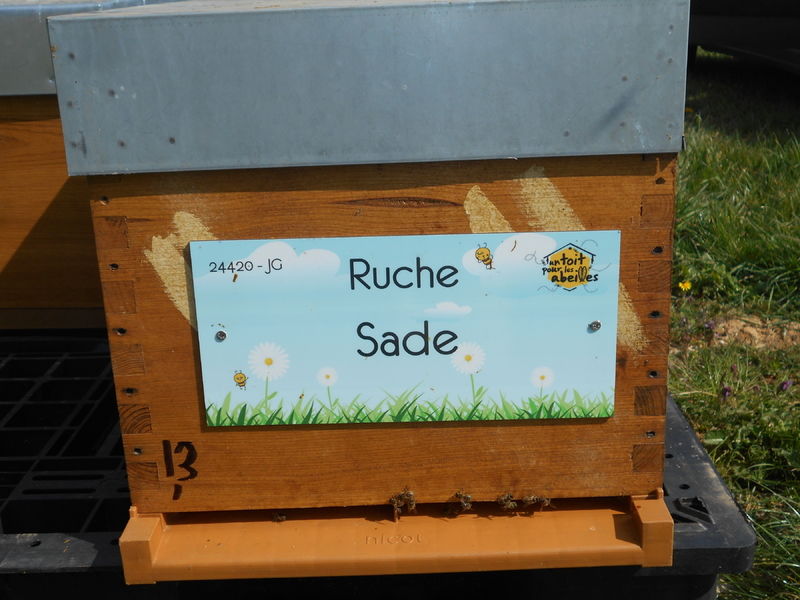 24420 - JG
Ruche
Sade
un toit
pour les
abeilles
13
nicot